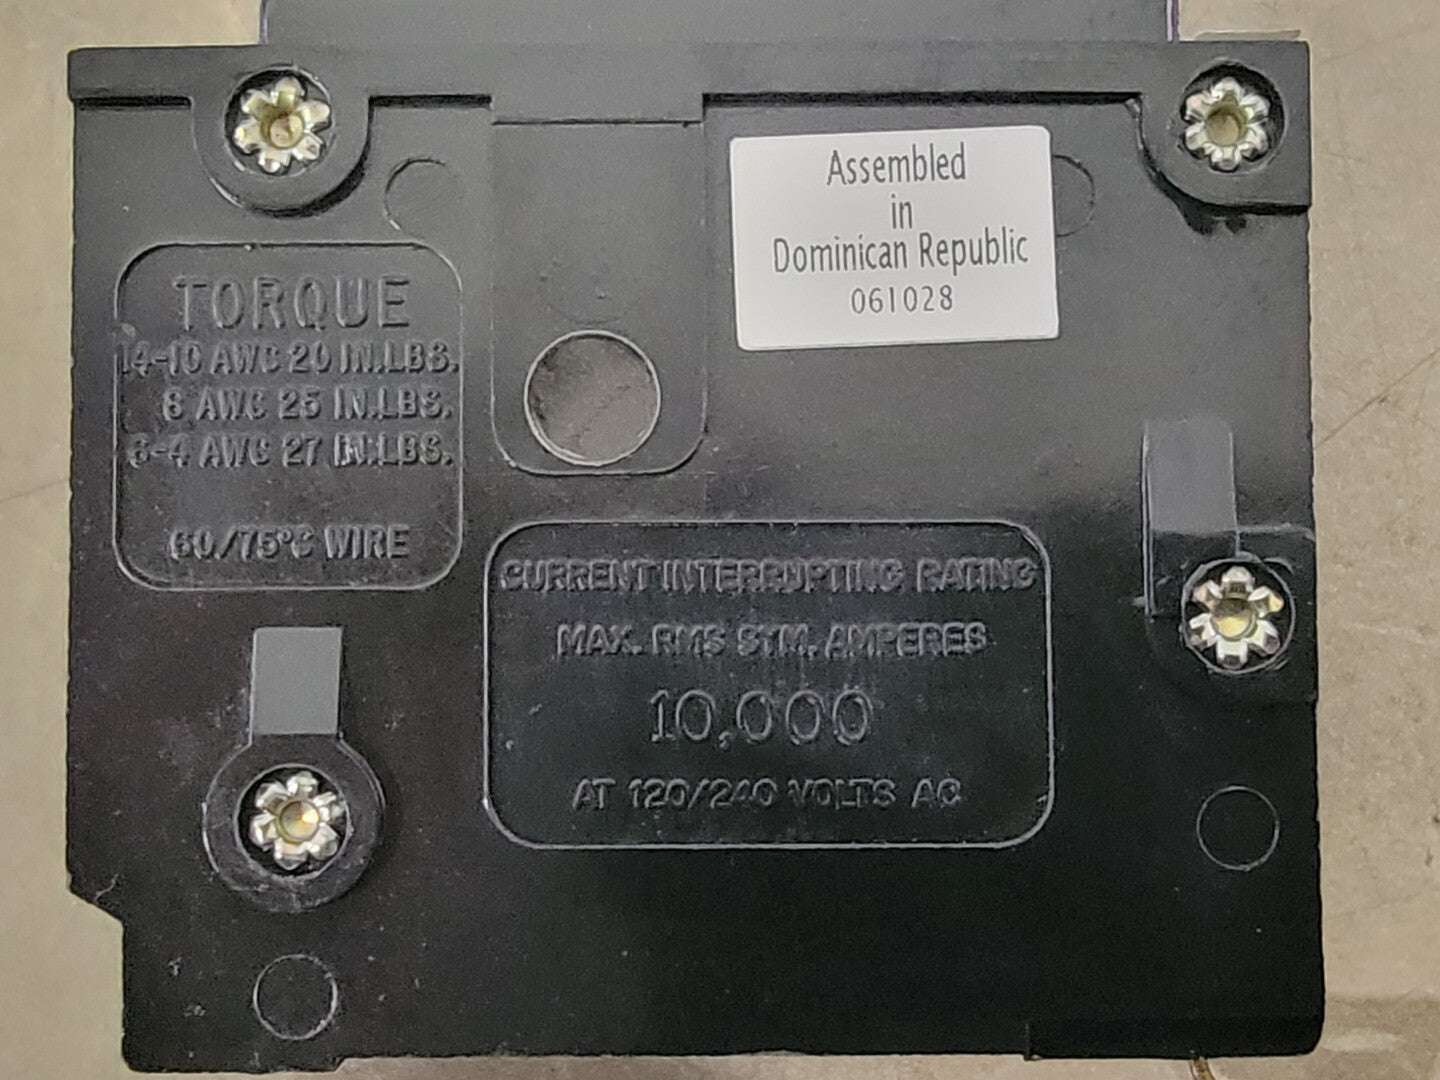 Assembled
in
Dominican Republic
061028
TORQUE
14-10 AWG 20 IN.LBS.
8 AWG 25 IN.LBS.
6-4 AWG 27 IN.LBS.
60/75°C WIRE
CURRENT INTERRUPTING RATING
MAX. RMS SYM. AMPERES
10,000
AT 120/240 VOLTS AC